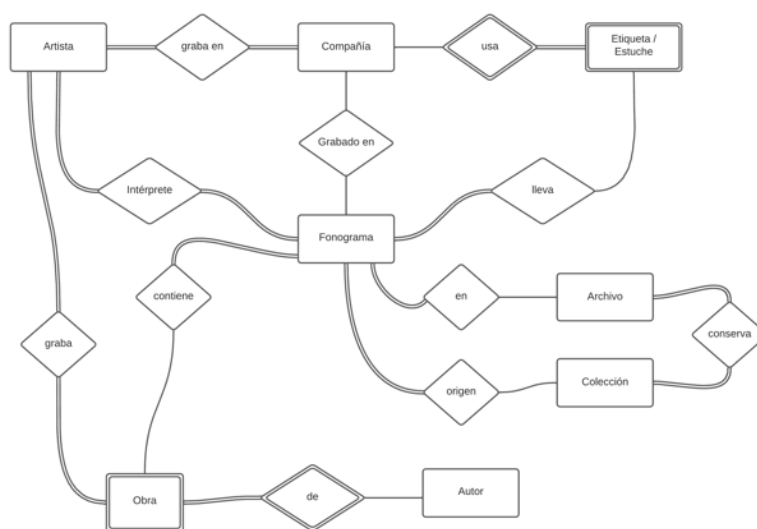 Artista
graba en
Compañía
usa
Etiqueta /
Estuche
Grabado en
Intérprete
lleva
Fonograma
contiene
en
Archivo
conserva
graba
origen
Colección
Obra
de
Autor